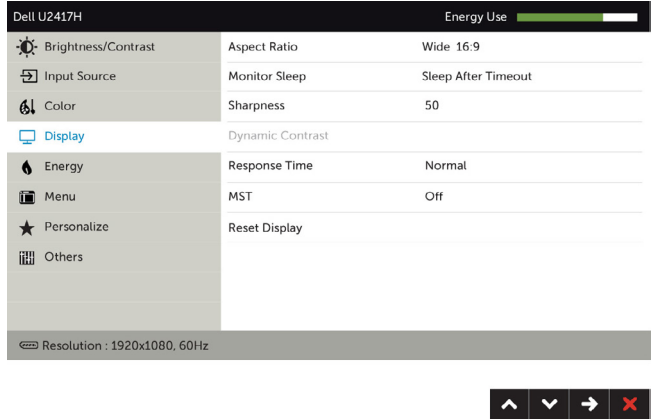 Dell U2417H Energy Use
Brightness/Contrast Aspect Ratio Wide 16:9
Input Source Monitor Sleep Sleep After Timeout
Color Sharpness 50
Display Dynamic Contrast
Energy Response Time Normal
Menu MST Off
Personalize Reset Display
Others
Resolution : 1920x1080, 60Hz